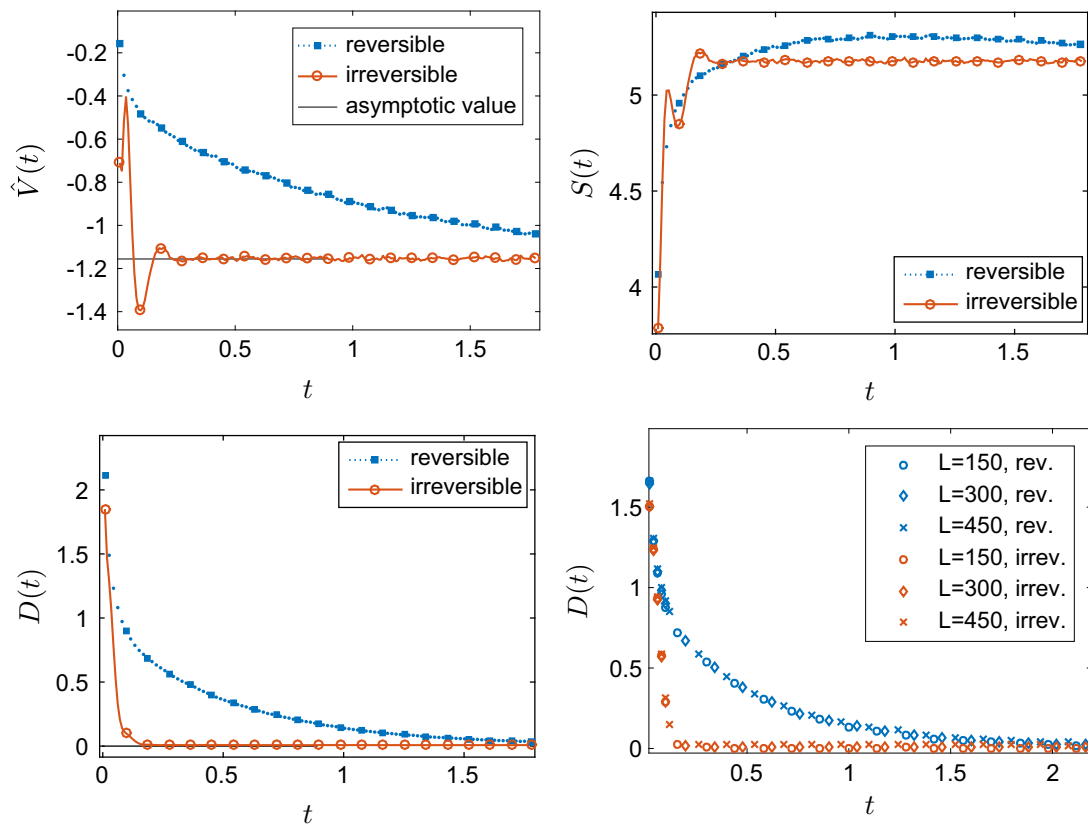 -0.2
-0.4
-0.6
-0.8
-1
-1.2
-1.4
0
0.5
1
1.5
V̂(t)
t
reversible
irreversible
asymptotic value
5
4.5
4
0
0.5
1
1.5
S(t)
t
reversible
irreversible
2
1.5
1
0.5
0
0
0.5
1
1.5
D(t)
t
reversible
irreversible
1.5
1
0.5
0
0.5
1
1.5
2
D(t)
t
L=150, rev.
L=300, rev.
L=450, rev.
L=150, irrev.
L=300, irrev.
L=450, irrev.